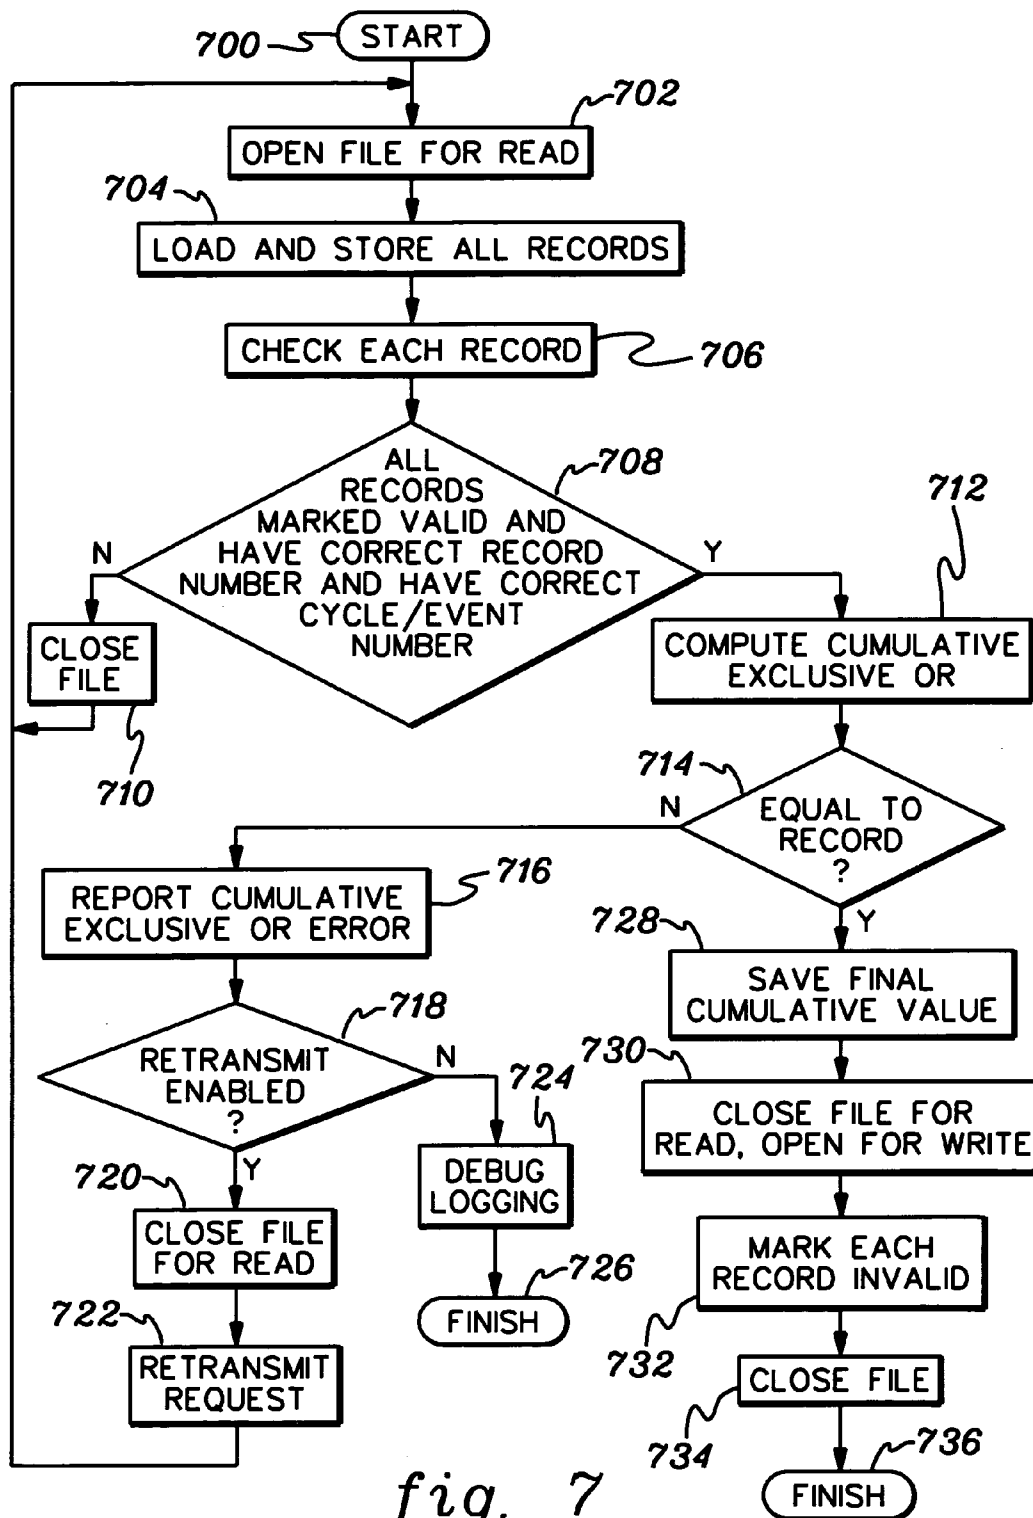 700
START
702
OPEN FILE FOR READ
704
LOAD AND STORE ALL RECORDS
CHECK EACH RECORD
706
708
ALL
RECORDS
MARKED VALID AND
HAVE CORRECT RECORD
NUMBER AND HAVE CORRECT
CYCLE/EVENT
NUMBER
N
Y
712
CLOSE
FILE
710
COMPUTE CUMULATIVE
EXCLUSIVE OR
714
N
EQUAL TO
RECORD
?
Y
716
REPORT CUMULATIVE
EXCLUSIVE OR ERROR
718
RETRANSMIT
ENABLED
?
N
Y
724
DEBUG
LOGGING
726
FINISH
720
CLOSE FILE
FOR READ
722
RETRANSMIT
REQUEST
728
SAVE FINAL
CUMULATIVE VALUE
730
CLOSE FILE FOR
READ, OPEN FOR WRITE
MARK EACH
RECORD INVALID
732
CLOSE FILE
734
736
FINISH
fig. 7